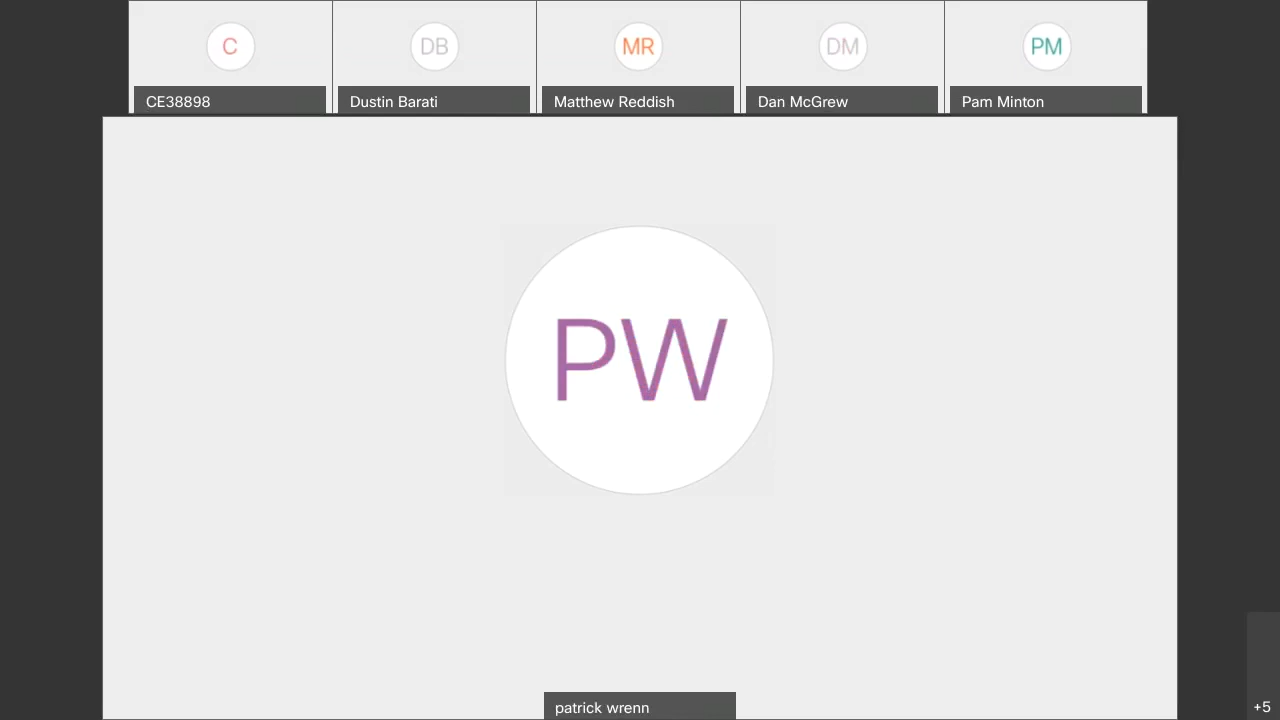 C
DB
MR
DM
PM
CE38898
Dustin Barati
Matthew Reddish
Dan McGrew
Pam Minton
PW
patrick wrenn
+5